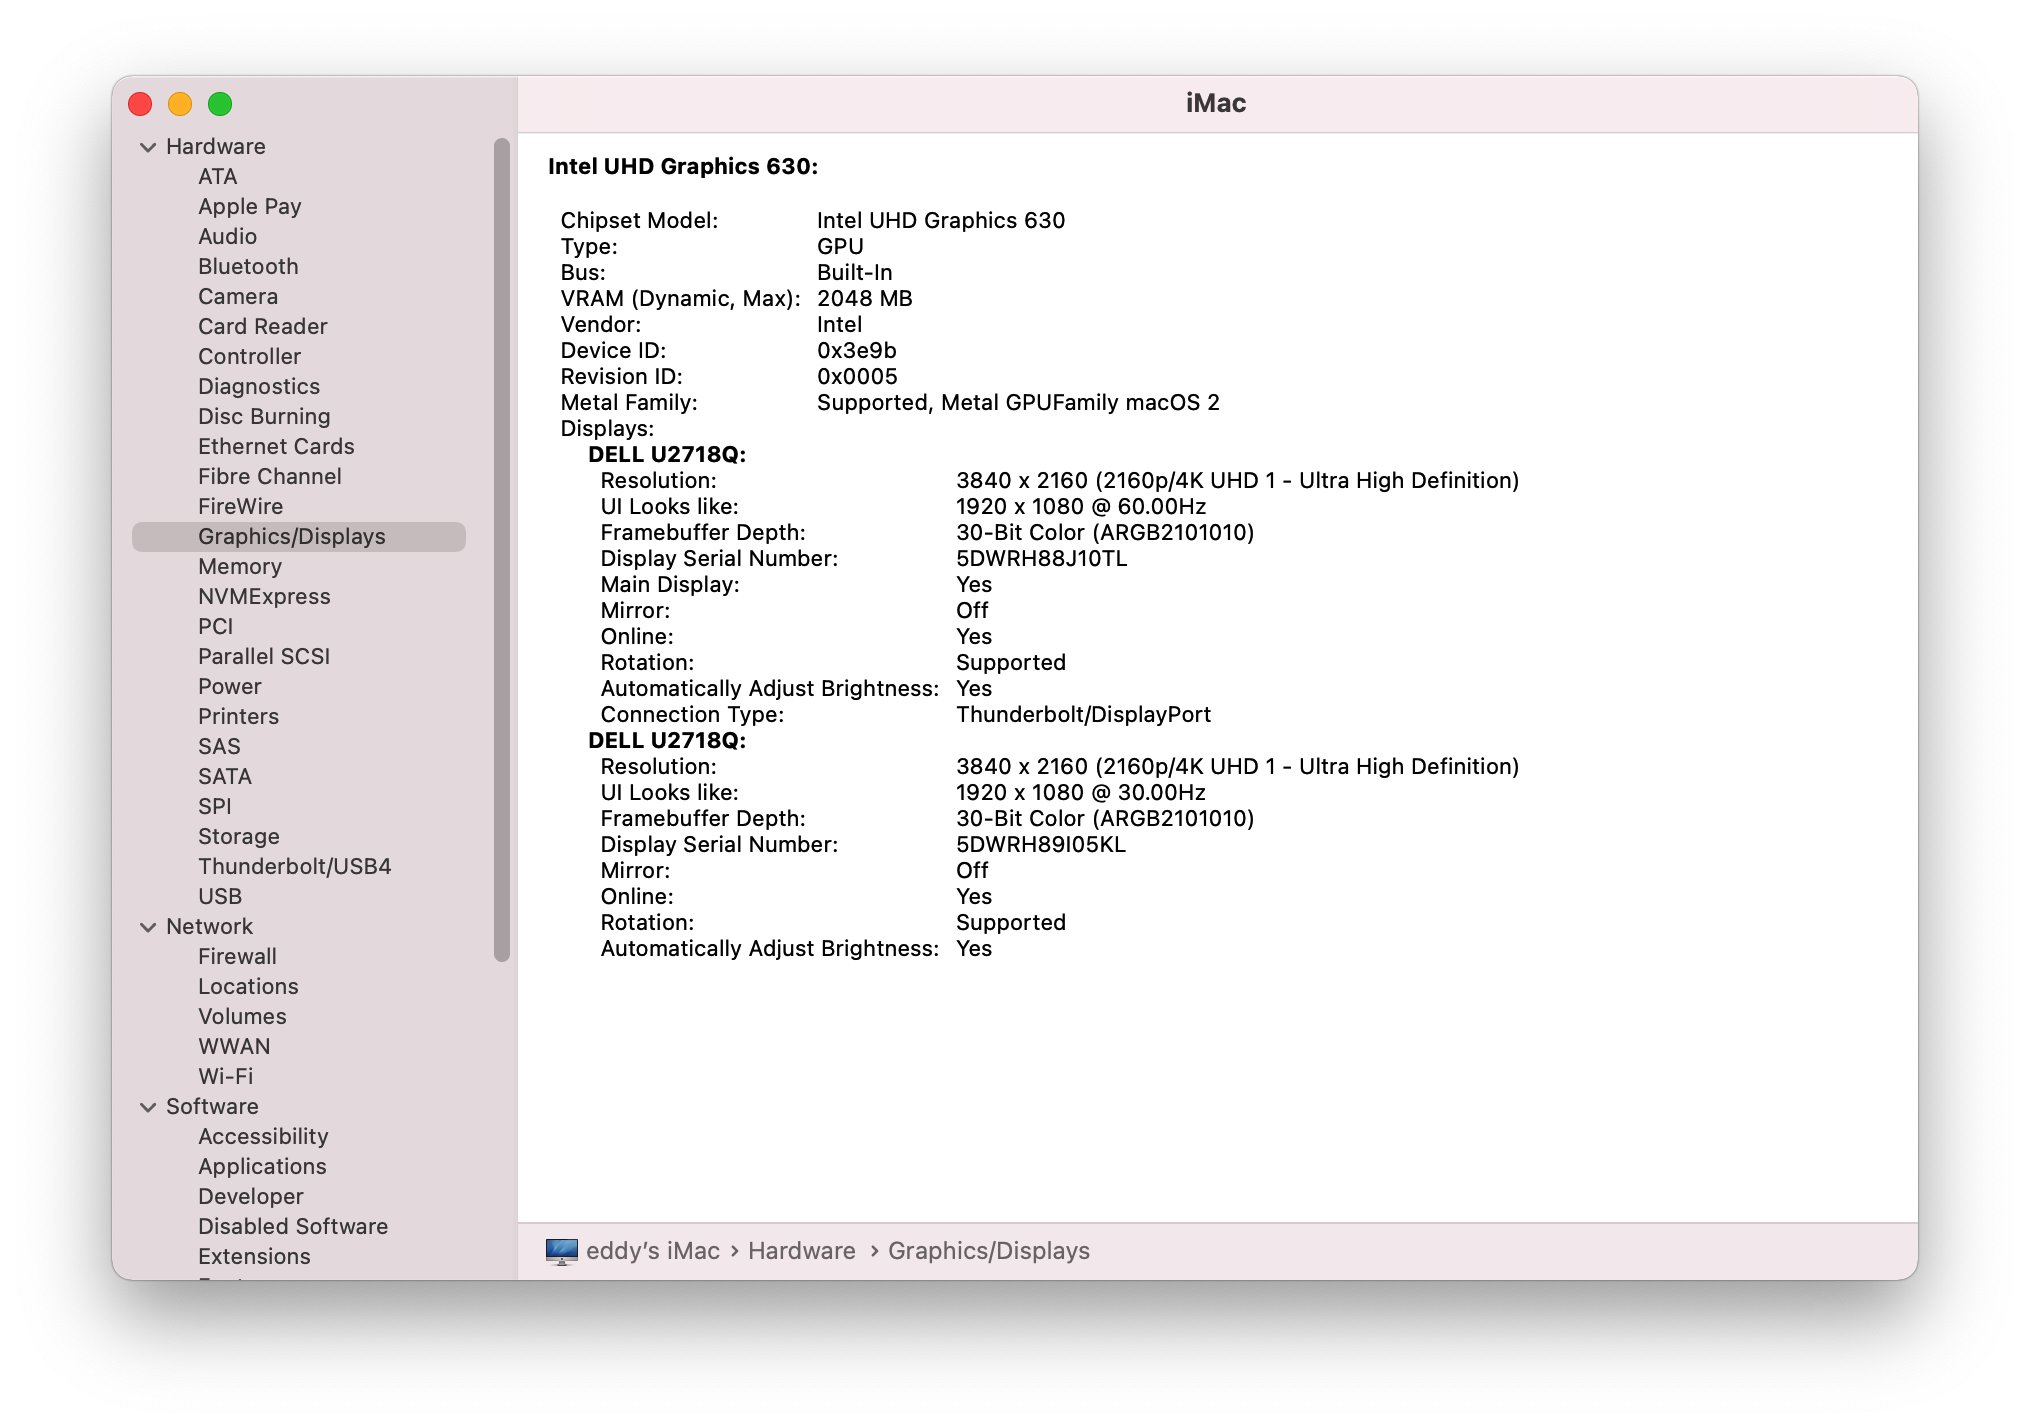 iMac
Hardware
ATA
Apple Pay
Audio
Bluetooth
Camera
Card Reader
Controller
Diagnostics
Disc Burning
Ethernet Cards
Fibre Channel
FireWire
Graphics/Displays
Memory
NVMExpress
PCI
Parallel SCSI
Power
Printers
SAS
SATA
SPI
Storage
Thunderbolt/USB4
USB
Network
Firewall
Locations
Volumes
WWAN
Wi-Fi
Software
Accessibility
Applications
Developer
Disabled Software
Extensions
Intel UHD Graphics 630:
Chipset Model: Intel UHD Graphics 630
Type: GPU
Bus: Built-In
VRAM (Dynamic, Max): 2048 MB
Vendor: Intel
Device ID: 0x3e9b
Revision ID: 0x0005
Metal Family: Supported, Metal GPUFamily macOS 2
Displays:
DELL U2718Q:
Resolution: 3840 x 2160 (2160p/4K UHD 1 - Ultra High Definition)
UI Looks like: 1920 x 1080 @ 60.00Hz
Framebuffer Depth: 30-Bit Color (ARGB2101010)
Display Serial Number: 5DWRH88J10TL
Main Display: Yes
Mirror: Off
Online: Yes
Rotation: Supported
Automatically Adjust Brightness: Yes
Connection Type: Thunderbolt/DisplayPort
DELL U2718Q:
Resolution: 3840 x 2160 (2160p/4K UHD 1 - Ultra High Definition)
UI Looks like: 1920 x 1080 @ 30.00Hz
Framebuffer Depth: 30-Bit Color (ARGB2101010)
Display Serial Number: 5DWRH89I05KL
Mirror: Off
Online: Yes
Rotation: Supported
Automatically Adjust Brightness: Yes
eddy’s iMac › Hardware › Graphics/Displays